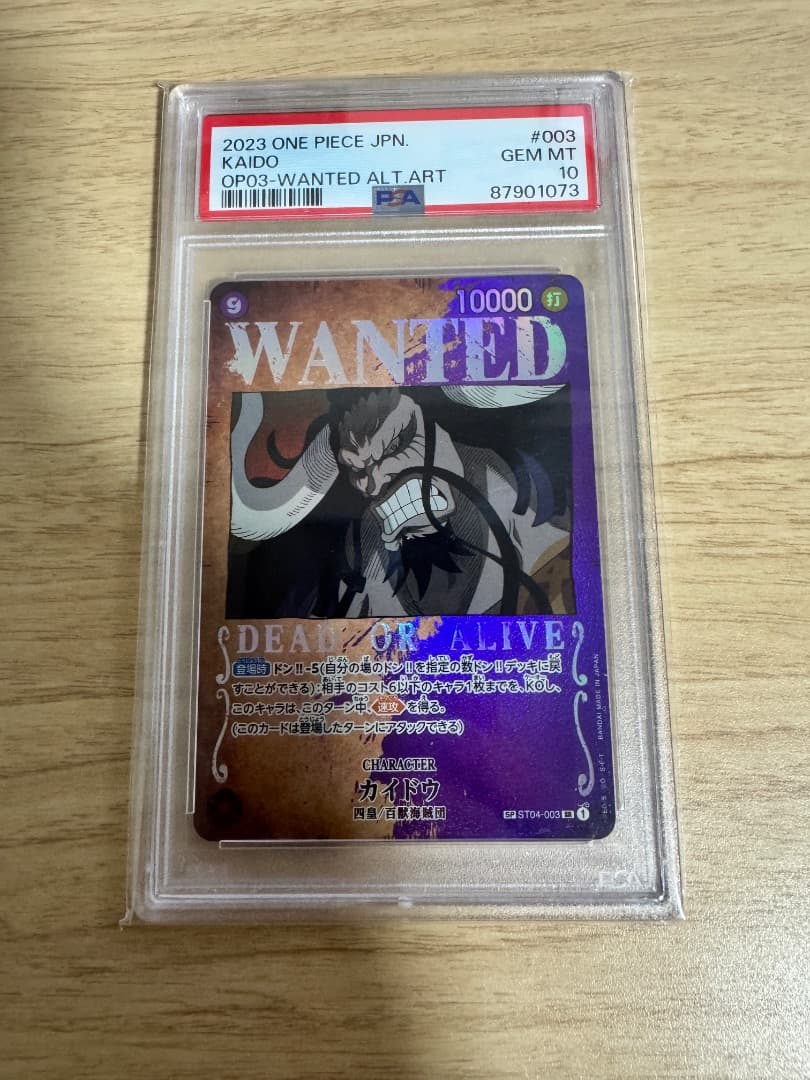 2023 ONE PIECE JPN. #003
KAIDO GEM MT
OP03-WANTED ALT.ART 10
PSA 87901073
9 10000 打
WANTED
DEAD OR ALIVE
登場時 ドン!!-5(自分の場のドン!!を指定の数ドン!!デッキに戻
すことができる):相手のコスト6以下のキャラ1枚までを、KOし、
このキャラは、このターン中、速攻を得る。
(このカードは登場したターンにアタックできる)
CHARACTER
カイドウ
四皇/百獣海賊団
SP ST04-003 SR 1
BANDAI MADE IN JAPAN
PSA